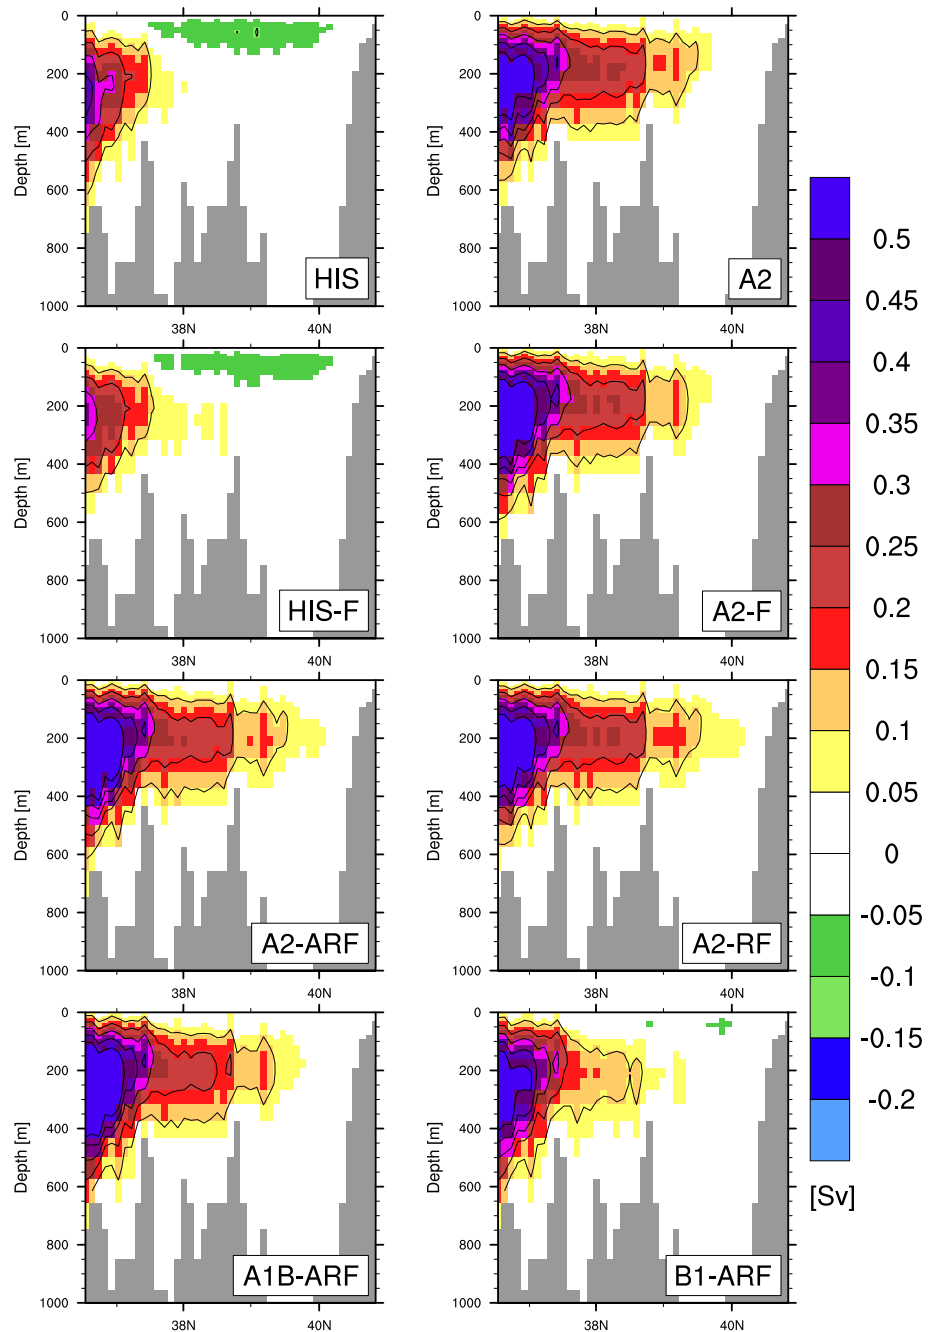 0
200
400
600
800
1000
Depth [m]
38N
40N
HIS
0
200
400
600
800
1000
Depth [m]
38N
40N
A2
0
200
400
600
800
1000
Depth [m]
38N
40N
HIS-F
0
200
400
600
800
1000
Depth [m]
38N
40N
A2-F
0
200
400
600
800
1000
Depth [m]
38N
40N
A2-ARF
0
200
400
600
800
1000
Depth [m]
38N
40N
A2-RF
0
200
400
600
800
1000
Depth [m]
38N
40N
A1B-ARF
0
200
400
600
800
1000
Depth [m]
38N
40N
B1-ARF
0.5
0.45
0.4
0.35
0.3
0.25
0.2
0.15
0.1
0.05
0
-0.05
-0.1
-0.15
-0.2
[Sv]